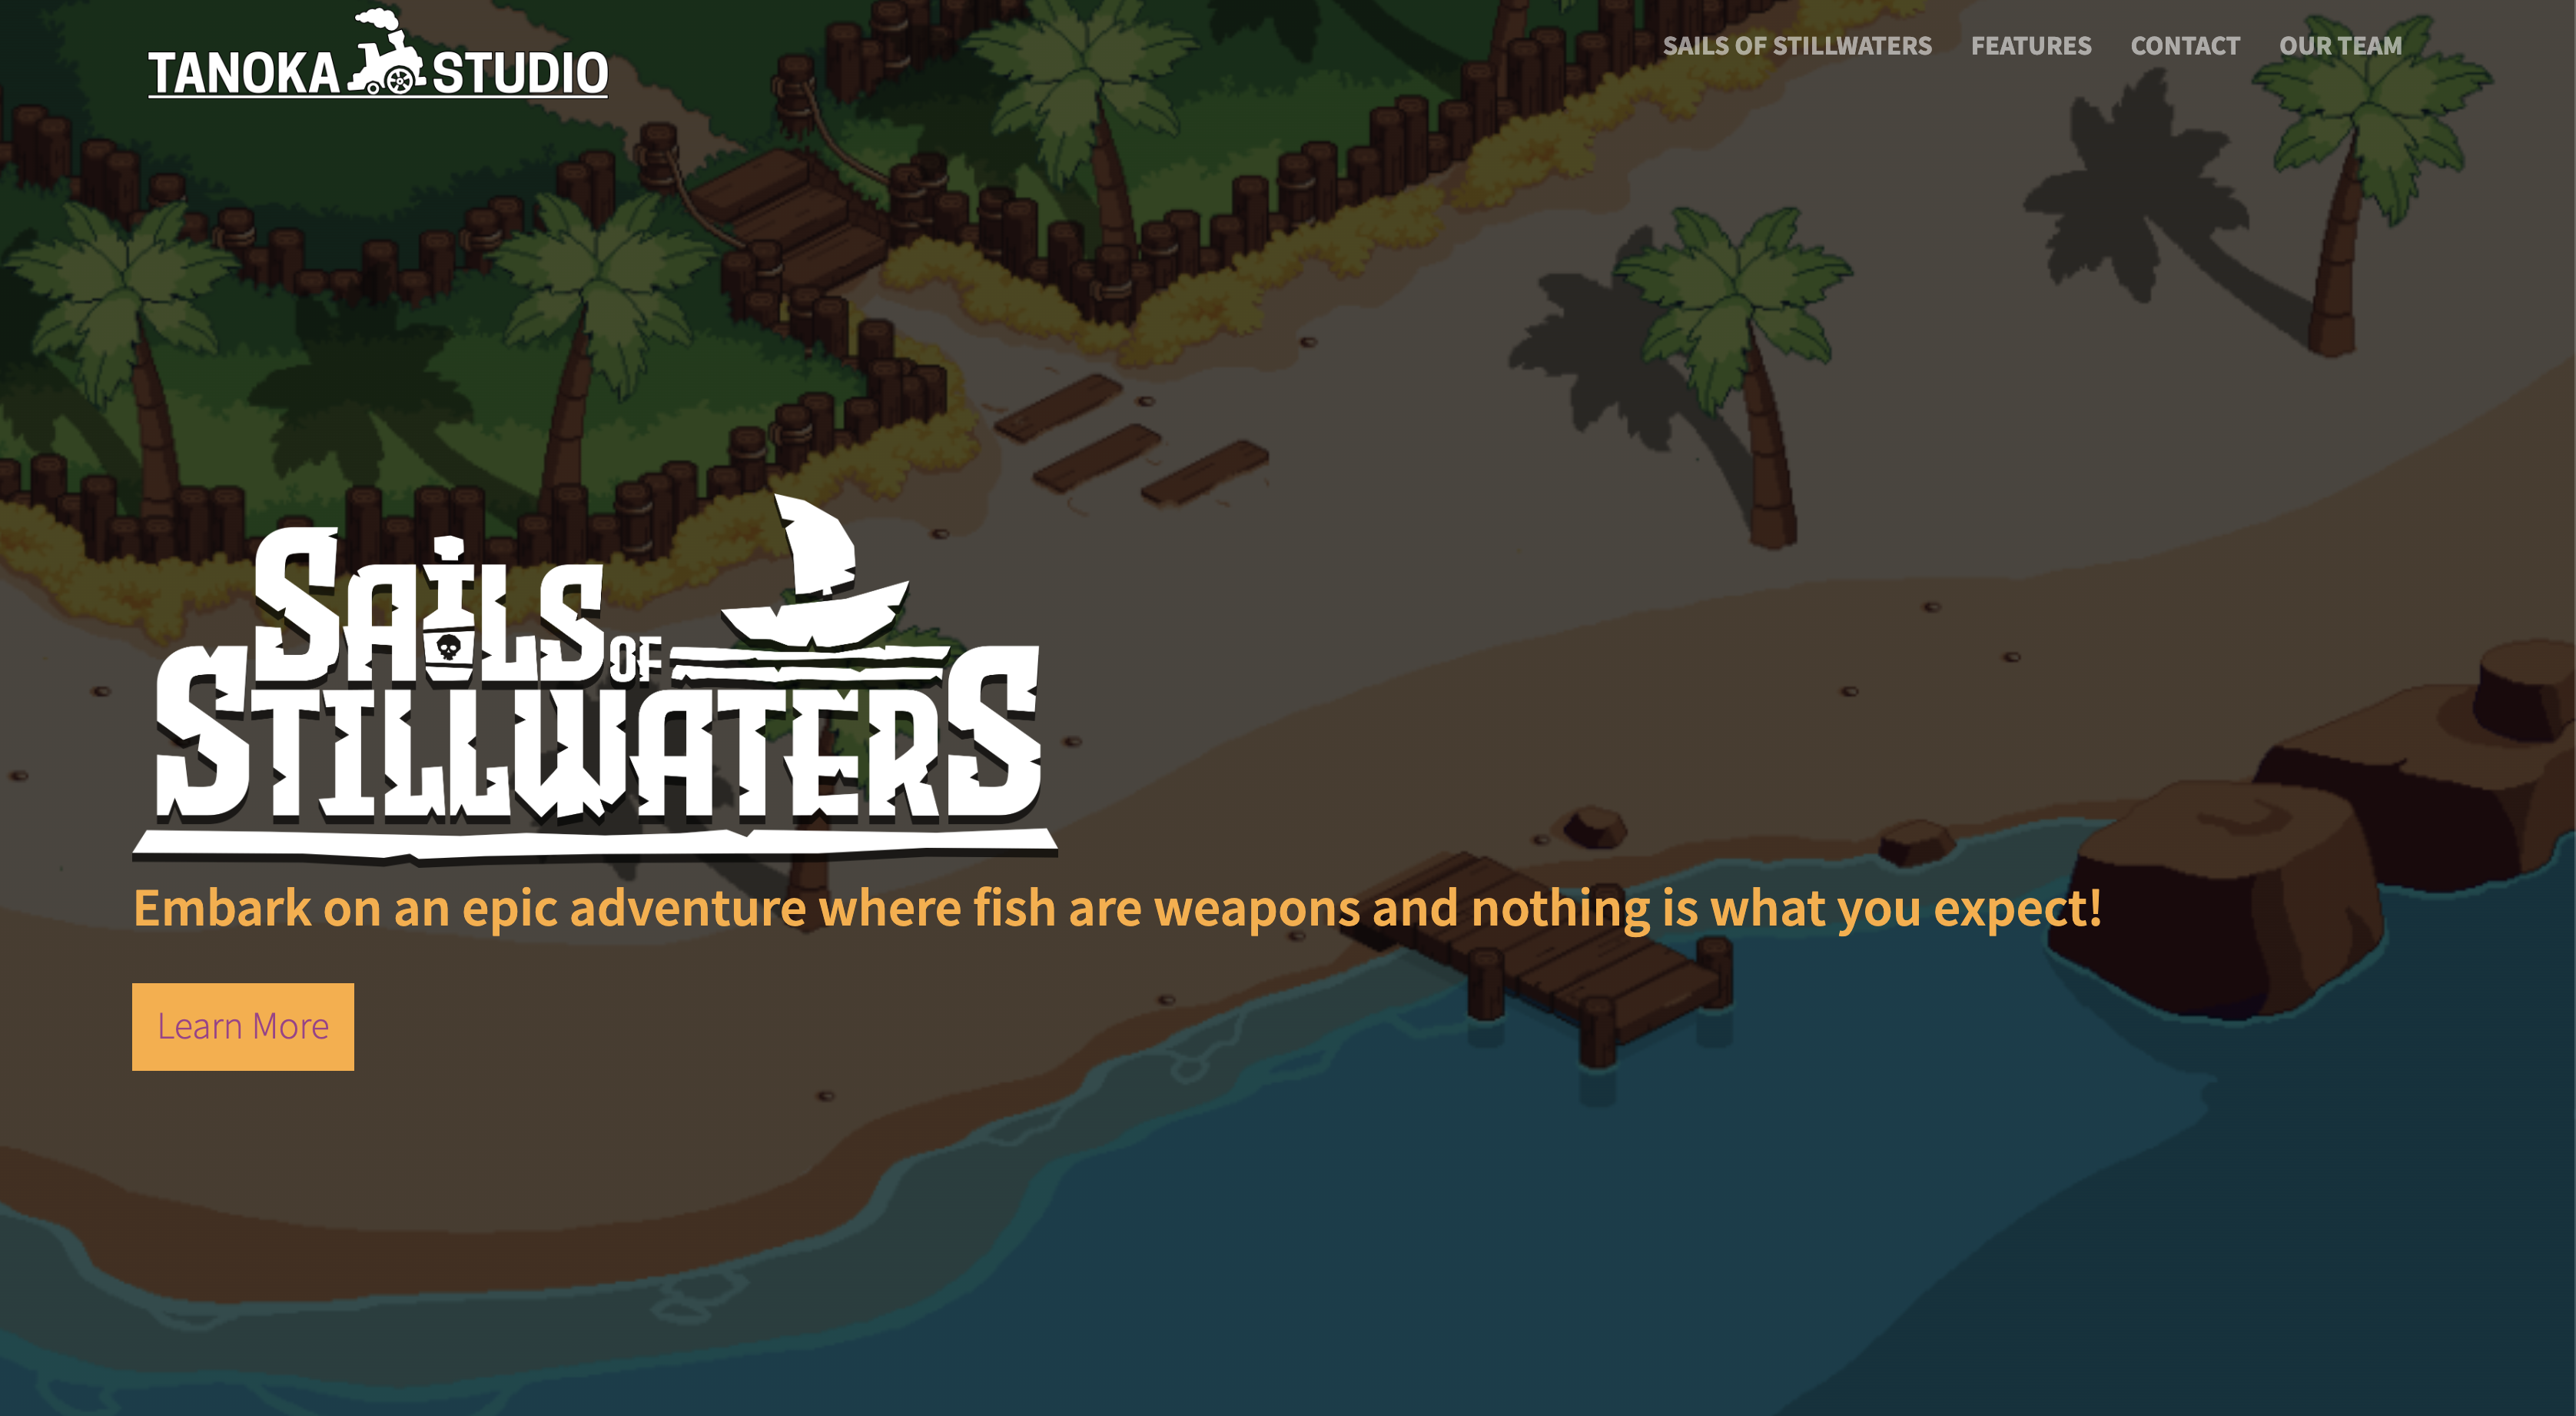 TANOKA STUDIO
SAILS OF STILLWATERS
FEATURES
CONTACT
OUR TEAM
SAILS OF
STILLWATERS
Embark on an epic adventure where fish are weapons and nothing is what you expect!
Learn More